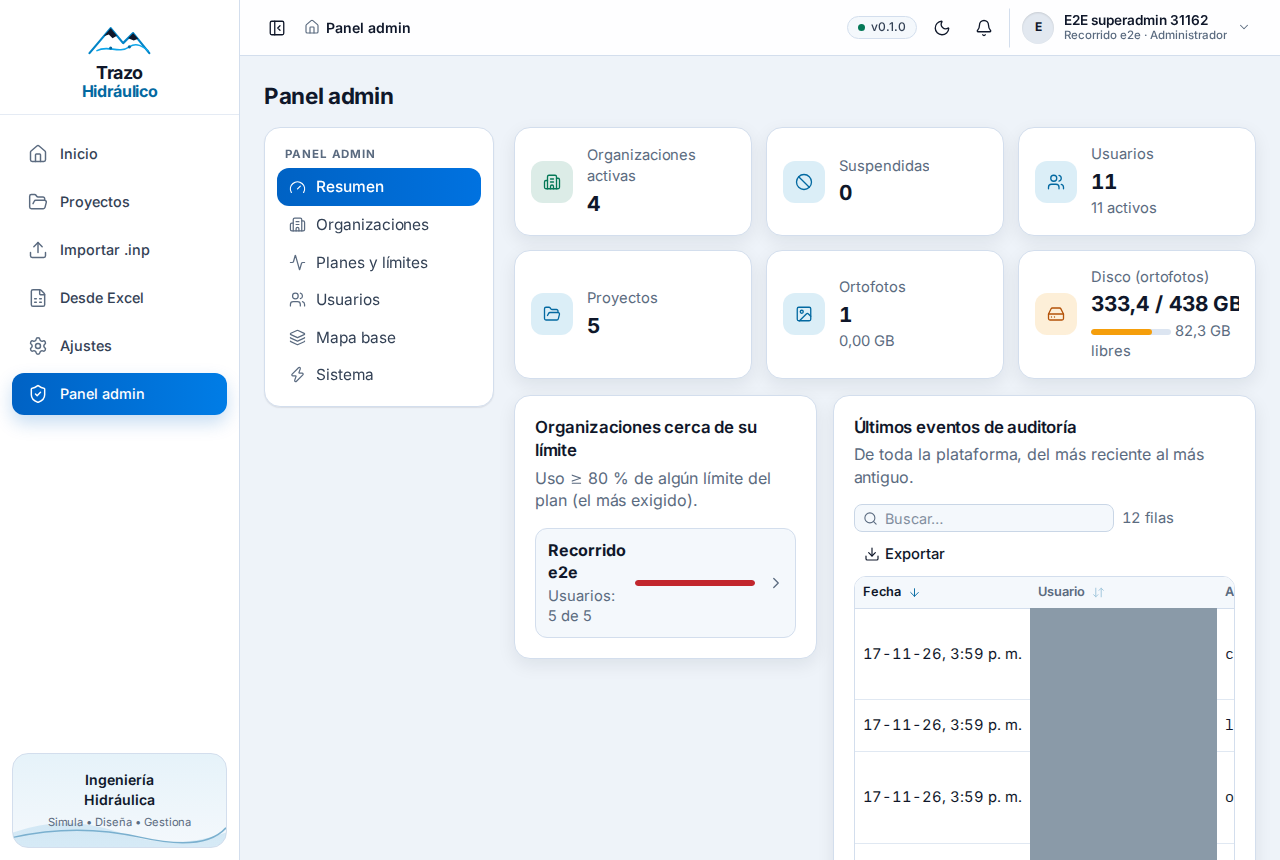 Trazo
Hidráulico
Inicio
Proyectos
Importar .inp
Desde Excel
Ajustes
Panel admin
Ingeniería
Hidráulica
Simula • Diseña • Gestiona
Panel admin
v0.1.0
E
E2E superadmin 31162
Recorrido e2e · Administrador
Panel admin
PANEL ADMIN
Resumen
Organizaciones
Planes y límites
Usuarios
Mapa base
Sistema
Organizaciones
activas
4
Suspendidas
0
Usuarios
11
11 activos
Proyectos
5
Ortofotos
1
0,00 GB
Disco (ortofotos)
333,4 / 438 GB
82,3 GB
libres
Organizaciones cerca de su
límite
Uso ≥ 80 % de algún límite del
plan (el más exigido).
Recorrido
e2e
Usuarios:
5 de 5
Últimos eventos de auditoría
De toda la plataforma, del más reciente al más
antiguo.
Buscar...
12 filas
Exportar
Fecha
Usuario
A
17-11-26, 3:59 p. m.
c
17-11-26, 3:59 p. m.
l
17-11-26, 3:59 p. m.
o